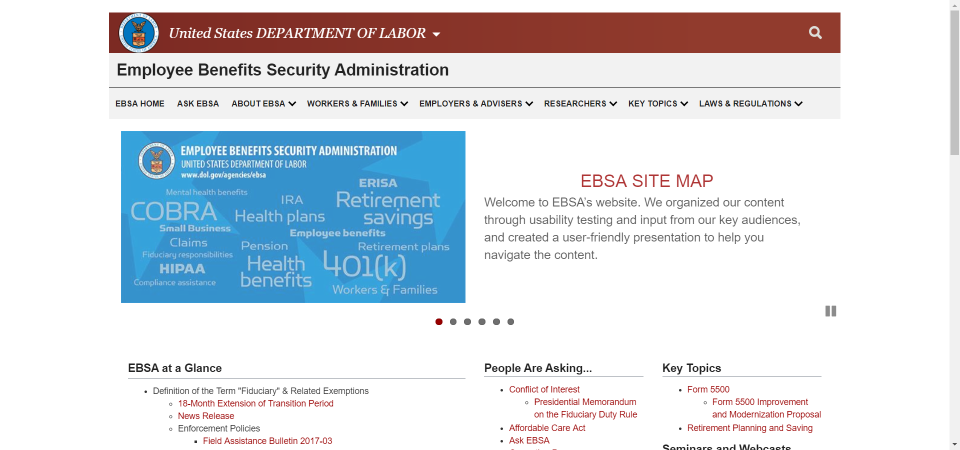 United States DEPARTMENT OF LABOR
Employee Benefits Security Administration
EBSA HOME ASK EBSA ABOUT EBSA WORKERS & FAMILIES EMPLOYERS & ADVISERS RESEARCHERS KEY TOPICS LAWS & REGULATIONS
EMPLOYEE BENEFITS SECURITY ADMINISTRATION
UNITED STATES DEPARTMENT OF LABOR
www.dol.gov/agencies/ebsa
ERISA
Mental health benefits
IRA
Retirement
savings
COBRA
Health plans
Small Business
Employee benefits
Claims
Pension
Retirement plans
Fiduciary responsibilities
HIPAA
Health
benefits
401(k)
Compliance assistance
Workers & Families
EBSA SITE MAP
Welcome to EBSA's website. We organized our content
through usability testing and input from our key audiences,
and created a user-friendly presentation to help you
navigate the content.
EBSA at a Glance
Definition of the Term "Fiduciary" & Related Exemptions
18-Month Extension of Transition Period
News Release
Enforcement Policies
Field Assistance Bulletin 2017-03
People Are Asking...
Conflict of Interest
Presidential Memorandum
on the Fiduciary Duty Rule
Affordable Care Act
Ask EBSA
Key Topics
Form 5500
Form 5500 Improvement
and Modernization Proposal
Retirement Planning and Saving
Seminars and Webcasts